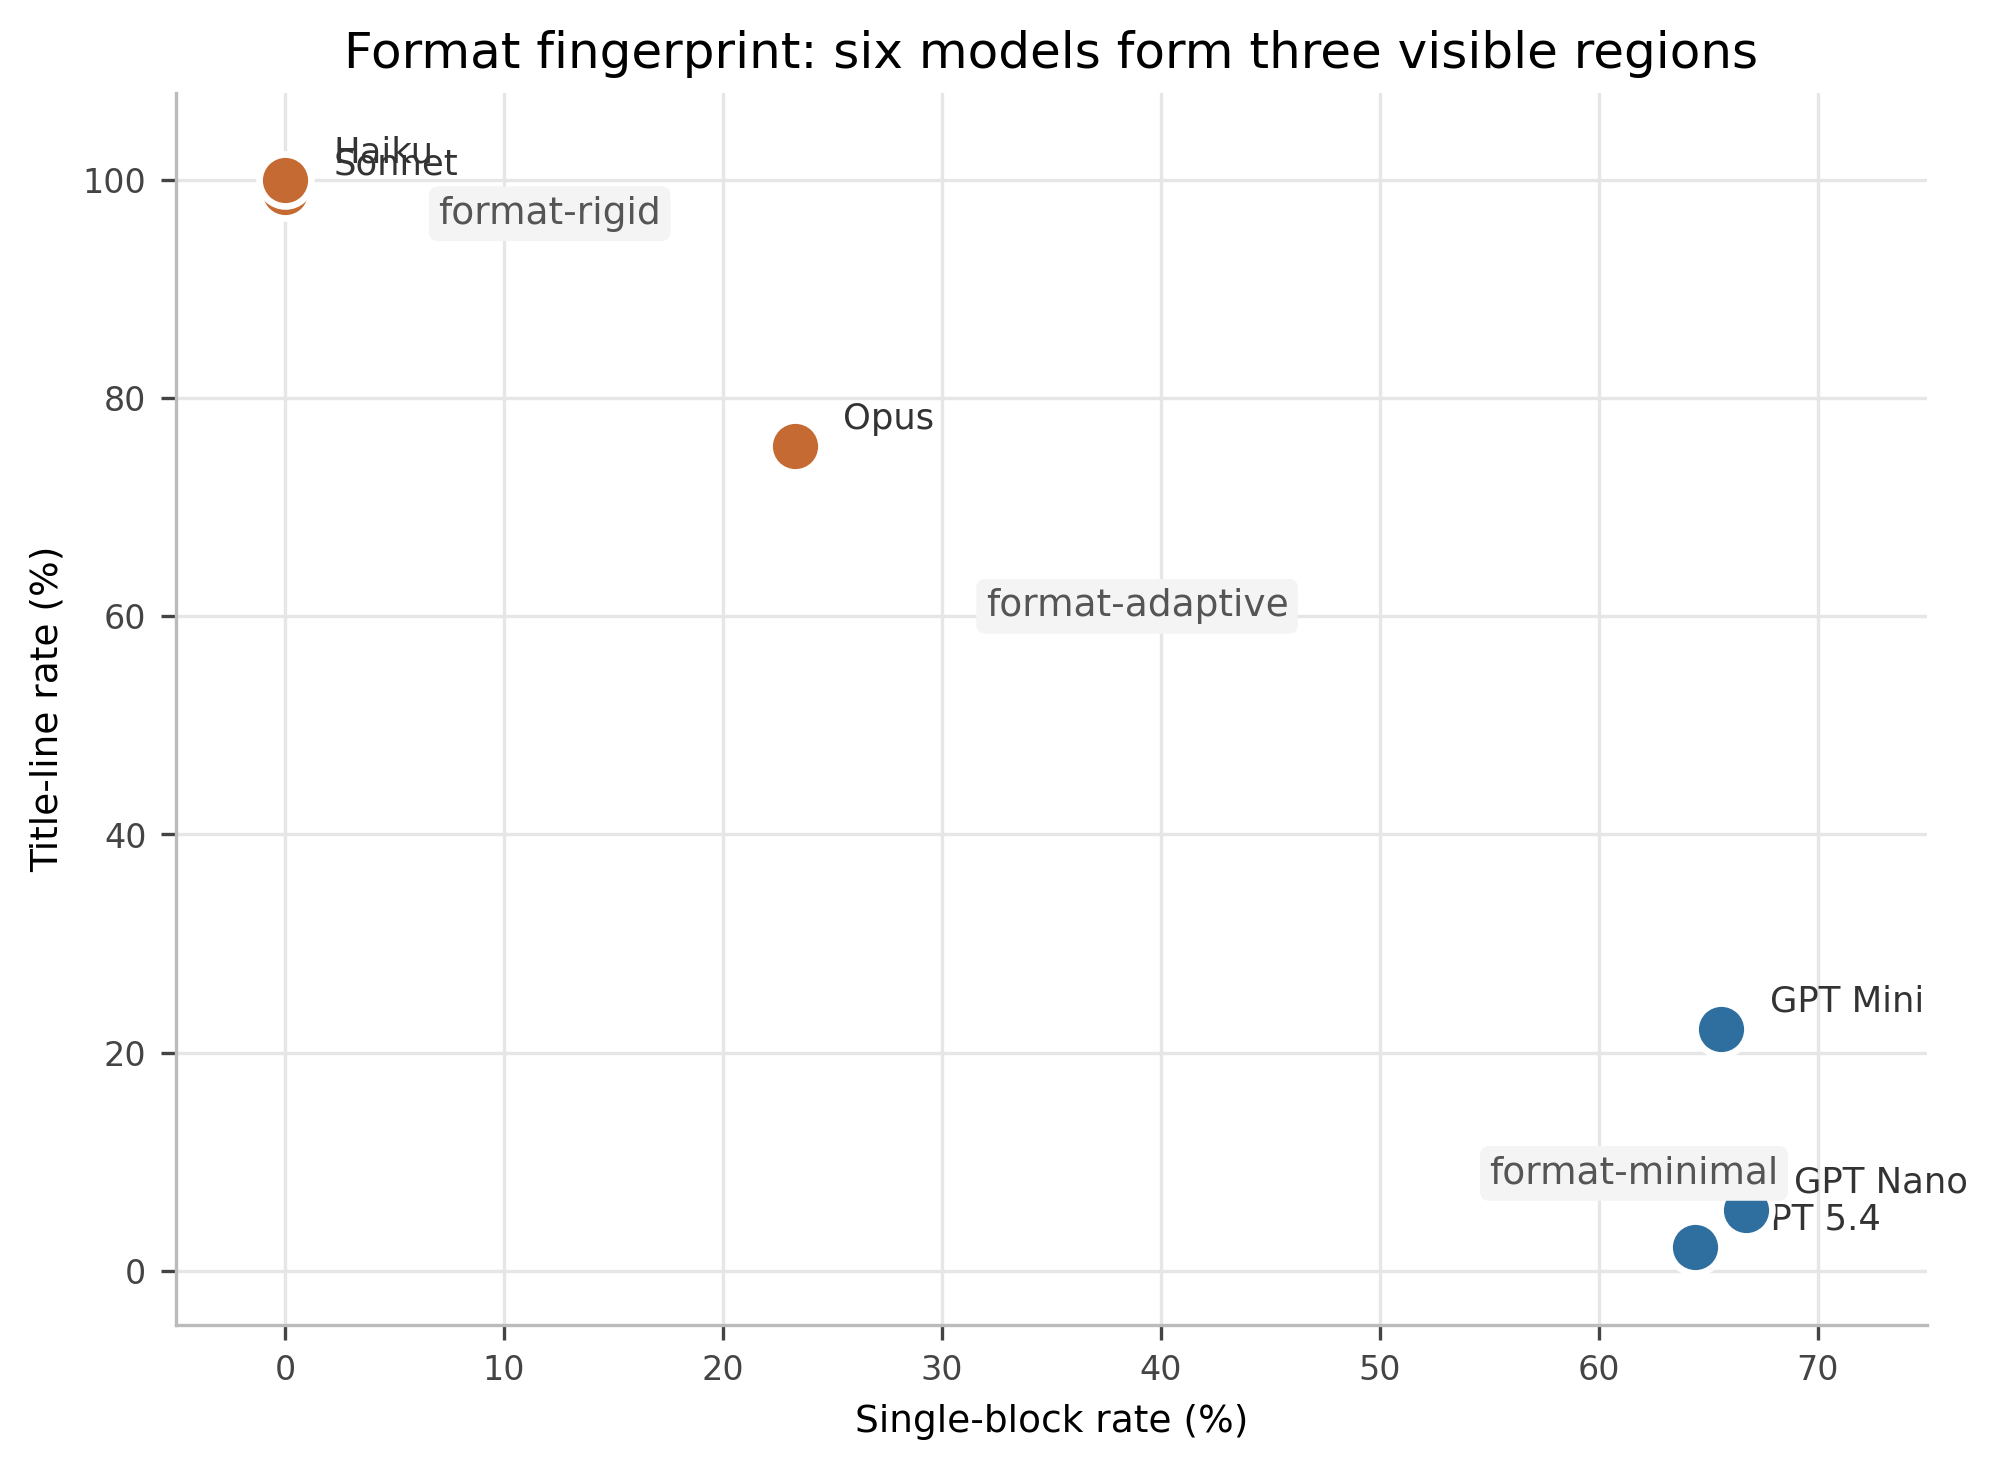 Format fingerprint: six models form three visible regions
Haiku
Sonnet
format-rigid
Opus
format-adaptive
GPT Mini
format-minimal
GPT Nano
PT 5.4
Title-line rate (%)
100
80
60
40
20
0
0 10 20 30 40 50 60 70
Single-block rate (%)